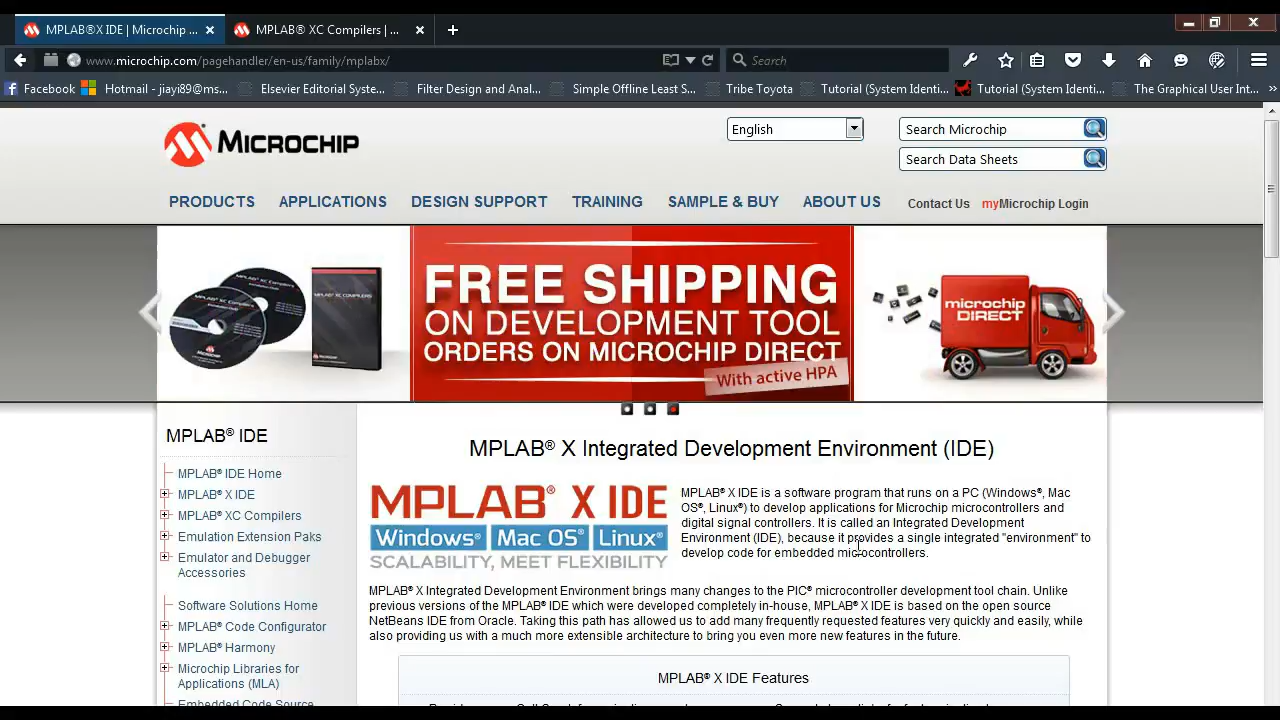 MPLAB®X IDE | Microchip ...
MPLAB® XC Compilers | ...
www.microchip.com/pagehandler/en-us/family/mplabx/
Search
Facebook
Hotmail - jiayi89@ms...
Elsevier Editorial Syste...
Filter Design and Anal...
Simple Offline Least S...
Tribe Toyota
Tutorial (System Identi...
Tutorial (System Identi...
The Graphical User Int...
MICROCHIP
English
Search Microchip
Search Data Sheets
PRODUCTS
APPLICATIONS
DESIGN SUPPORT
TRAINING
SAMPLE & BUY
ABOUT US
Contact Us
myMicrochip Login
MPLAB® XC COMPILERS
FREE SHIPPING
ON DEVELOPMENT TOOL
ORDERS ON MICROCHIP DIRECT
With active HPA
microchip
DIRECT
MPLAB® IDE
MPLAB® IDE Home
MPLAB® X IDE
MPLAB® XC Compilers
Emulation Extension Paks
Emulator and Debugger
Accessories
Software Solutions Home
MPLAB® Code Configurator
MPLAB® Harmony
Microchip Libraries for
Applications (MLA)
Embedded Code Source
MPLAB® X Integrated Development Environment (IDE)
MPLAB® X IDE
Windows® Mac OS® Linux®
SCALABILITY, MEET FLEXIBILITY
MPLAB® X IDE is a software program that runs on a PC (Windows®, Mac
OS®, Linux®) to develop applications for Microchip microcontrollers and
digital signal controllers. It is called an Integrated Development
Environment (IDE), because it provides a single integrated "environment" to
develop code for embedded microcontrollers.
MPLAB® X Integrated Development Environment brings many changes to the PIC® microcontroller development tool chain. Unlike
previous versions of the MPLAB® IDE which were developed completely in-house, MPLAB® X IDE is based on the open source
NetBeans IDE from Oracle. Taking this path has allowed us to add many frequently requested features very quickly and easily, while
also providing us with a much more extensible architecture to bring you even more new features in the future.
MPLAB® X IDE Features